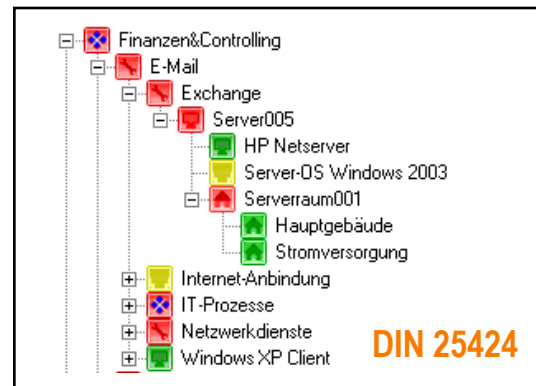 Finanzen&Controlling
E-Mail
Exchange
Server005
HP Netserver
Server-OS Windows 2003
Serverraum001
Hauptgebäude
Stromversorgung
Internet-Anbindung
IT-Prozesse
Netzwerkdienste
Windows XP Client
DIN 25424